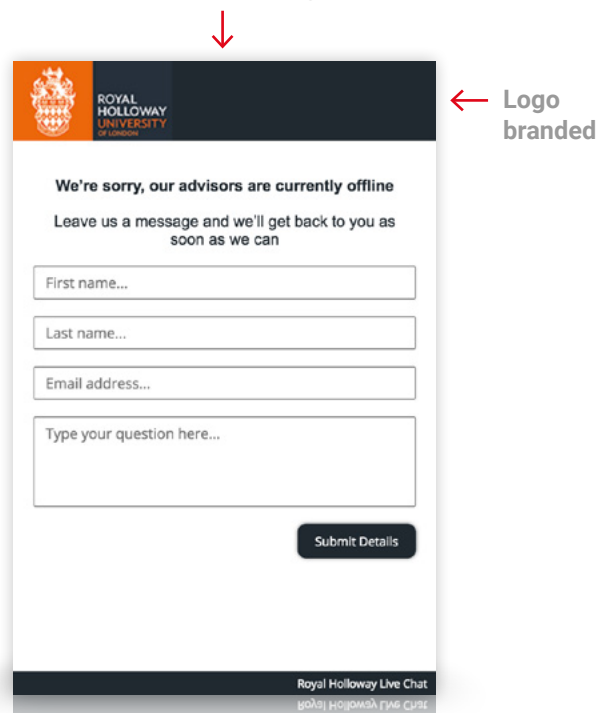 ROYAL
HOLLOWAY
UNIVERSITY
OF LONDON
Logo
branded
We're sorry, our advisors are currently offline
Leave us a message and we'll get back to you as
soon as we can
First name...
Last name...
Email address...
Type your question here...
Submit Details
Royal Holloway Live Chat